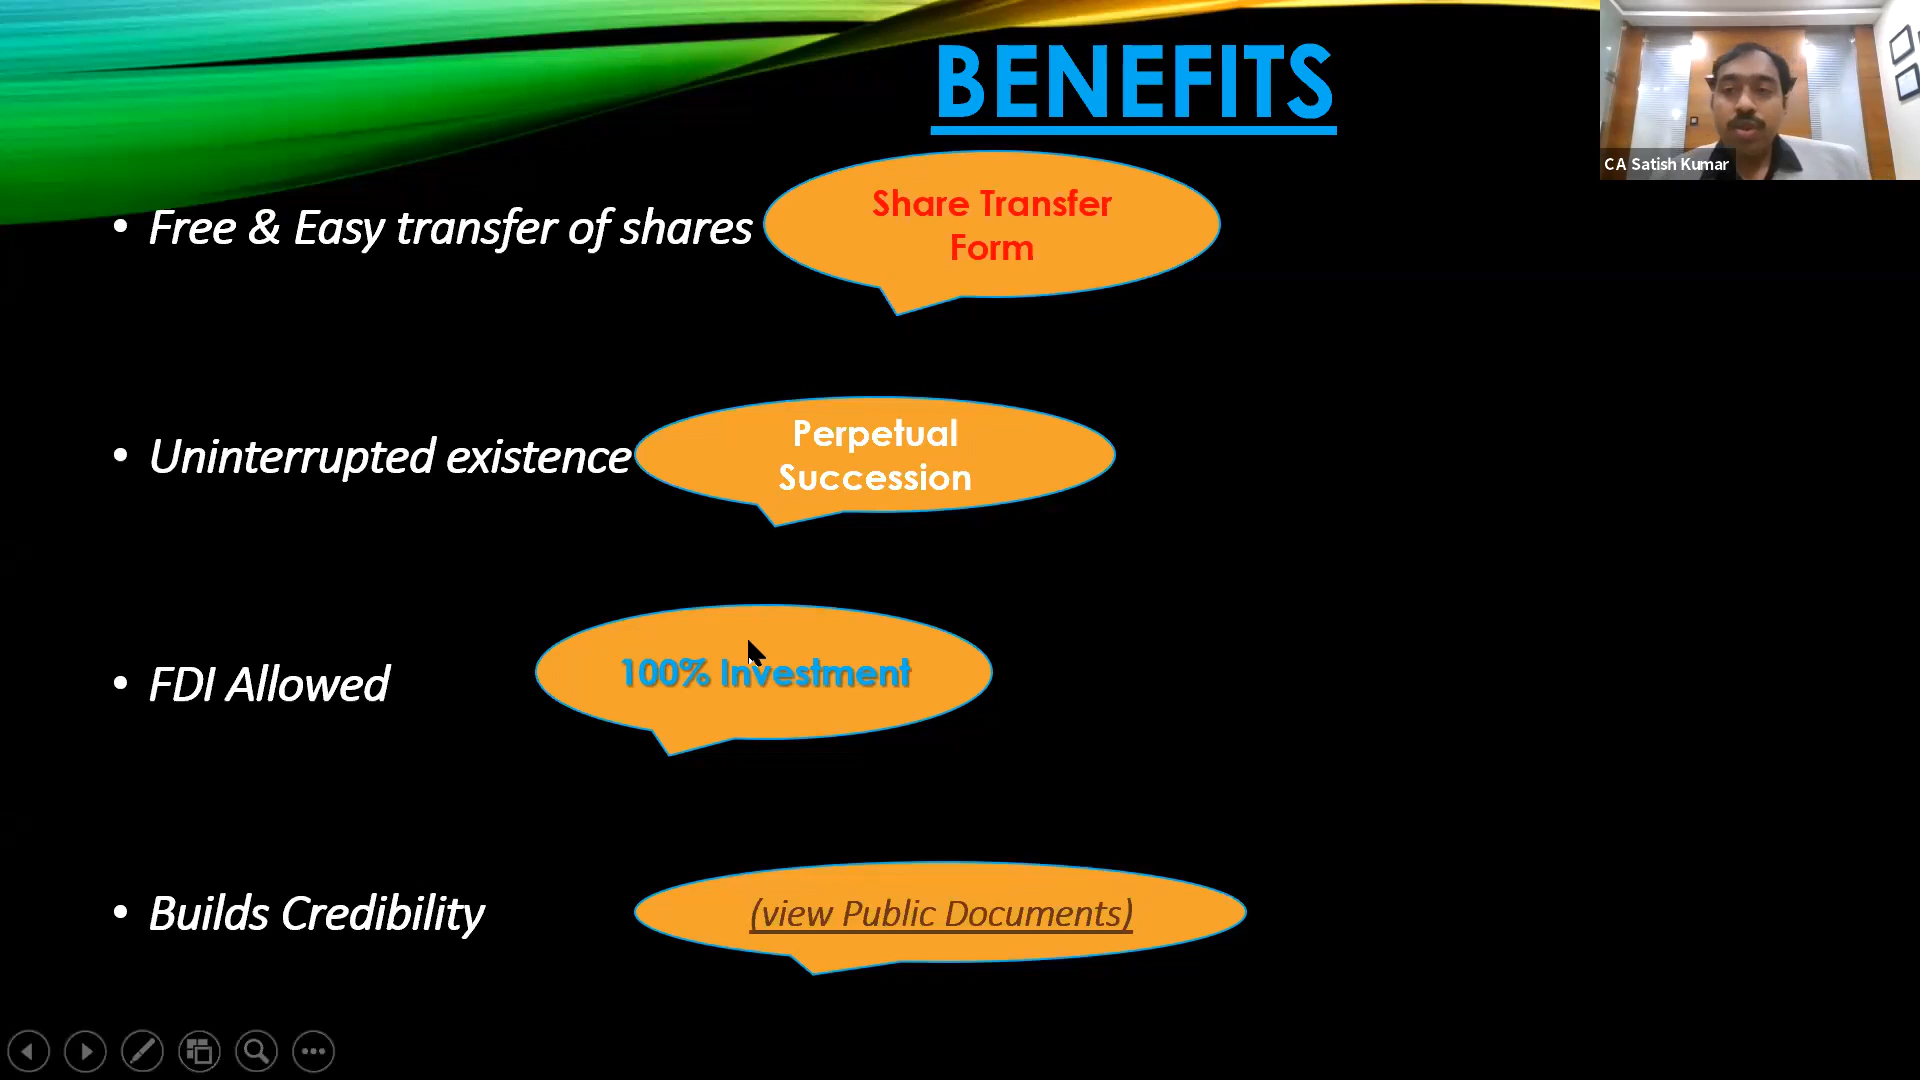 BENEFITS
CA Satish Kumar
• Free & Easy transfer of shares
Share Transfer
Form
• Uninterrupted existence
Perpetual
Succession
• FDI Allowed
100% Investment
• Builds Credibility
(view Public Documents)